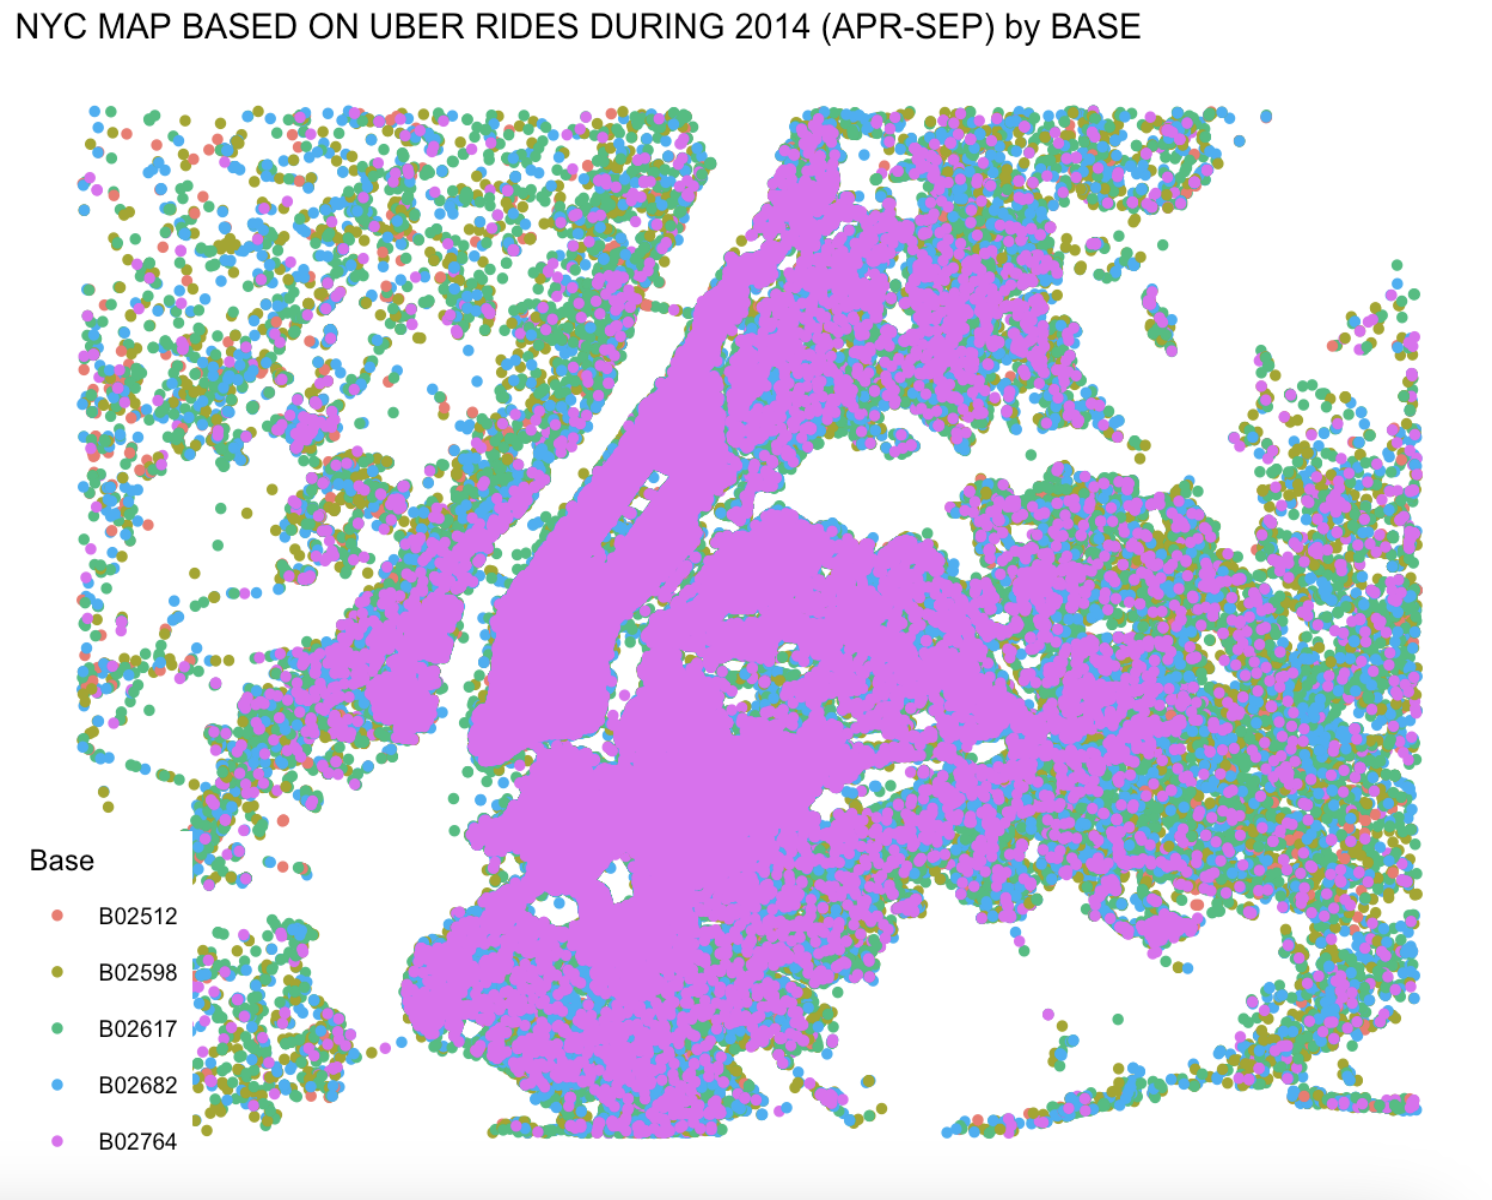 NYC MAP BASED ON UBER RIDES DURING 2014 (APR-SEP) by BASE
Base
B02512
B02598
B02617
B02682
B02764